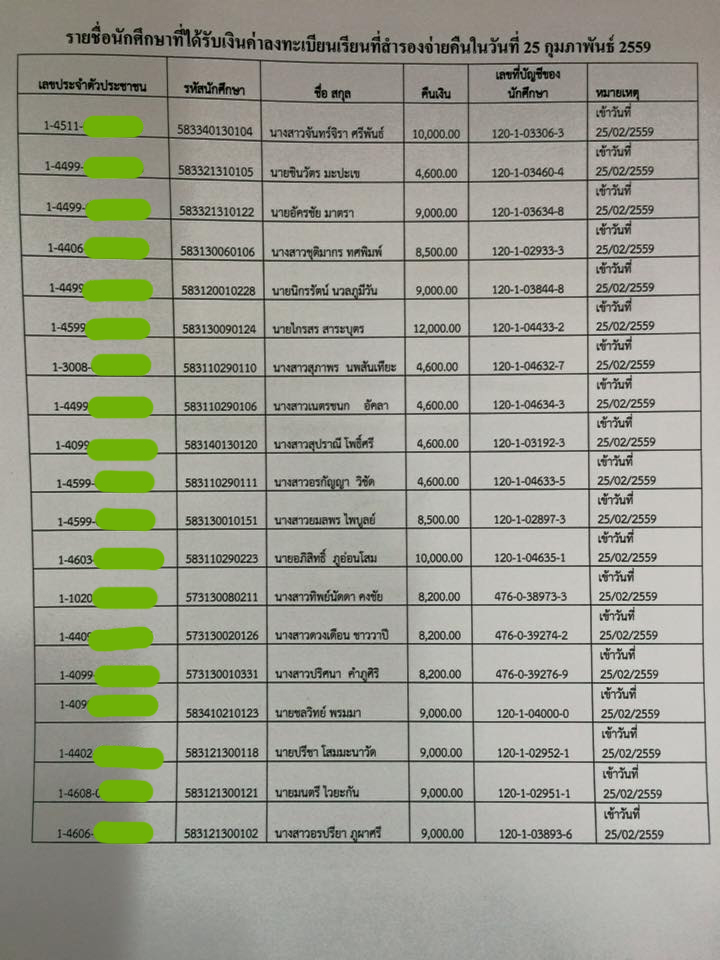 รายชื่อนักศึกษาที่ได้รับเงินค่าลงทะเบียนเรียนที่สำรองจ่ายคืนในวันที่ 25 กุมภาพันธ์ 2559
เลขประจำตัวประชาชน รหัสนักศึกษา ชื่อ สกุล คืนเงิน เลขที่บัญชีของนักศึกษา หมายเหตุ
1-4511- 583340130104 นางสาวจันทร์จิรา ศรีพันธ์ 10,000.00 120-1-03306-3 เข้าวันที่ 25/02/2559
1-4499- 583321310105 นายชินวัตร มะปะเข 4,600.00 120-1-03460-4 เข้าวันที่ 25/02/2559
1-4499- 583321310122 นายอัครชัย มาตรา 9,000.00 120-1-03634-8 เข้าวันที่ 25/02/2559
1-4406 583130060106 นางสาวชุติมากร ทศพิมพ์ 8,500.00 120-1-02933-3 เข้าวันที่ 25/02/2559
1-4499 583120010228 นายนิกรรัตน์ นวลภูมีวัน 9,000.00 120-1-03844-8 เข้าวันที่ 25/02/2559
1-4599 583130090124 นายไกรสร สาระบุตร 12,000.00 120-1-04433-2 เข้าวันที่ 25/02/2559
1-3008- 583110290110 นางสาวสุภาพร นพสันเทียะ 4,600.00 120-1-04632-7 เข้าวันที่ 25/02/2559
1-4499 583110290106 นางสาวเนตรชนก อัคลา 4,600.00 120-1-04634-3 เข้าวันที่ 25/02/2559
1-4099 583140130120 นางสาวสุปราณี โพธิ์ศรี 4,600.00 120-1-03192-3 เข้าวันที่ 25/02/2559
1-4599- 583110290111 นางสาวอรกัญญา วิชัด 4,600.00 120-1-04633-5 เข้าวันที่ 25/02/2559
1-4599- 583130010151 นางสาวยมลพร ไพบูลย์ 8,500.00 120-1-02897-3 เข้าวันที่ 25/02/2559
1-4603- 583110290223 นายอภิสิทธิ์ ภูอ่อนโสม 10,000.00 120-1-04635-1 เข้าวันที่ 25/02/2559
1-1020 573130080211 นางสาวทิพย์นัดดา คงชัย 8,200.00 476-0-38973-3 เข้าวันที่ 25/02/2559
1-4409 573130020126 นางสาวดวงเดือน ชาววาปี 8,200.00 476-0-39274-2 เข้าวันที่ 25/02/2559
1-4099- 573130010331 นางสาวปริศนา คำภูศิริ 8,200.00 476-0-39276-9 เข้าวันที่ 25/02/2559
1-409 583410210123 นายชลวิทย์ พรมมา 9,000.00 120-1-04000-0 เข้าวันที่ 25/02/2559
1-4402- 583121300118 นายปรีชา โสมมะนาวัด 9,000.00 120-1-02952-1 เข้าวันที่ 25/02/2559
1-4608-0 583121300121 นายมนตรี ไวยะกัน 9,000.00 120-1-02951-1 เข้าวันที่ 25/02/2559
1-4606- 583121300102 นางสาวอรปรียา ภูผาศรี 9,000.00 120-1-03893-6 เข้าวันที่ 25/02/2559